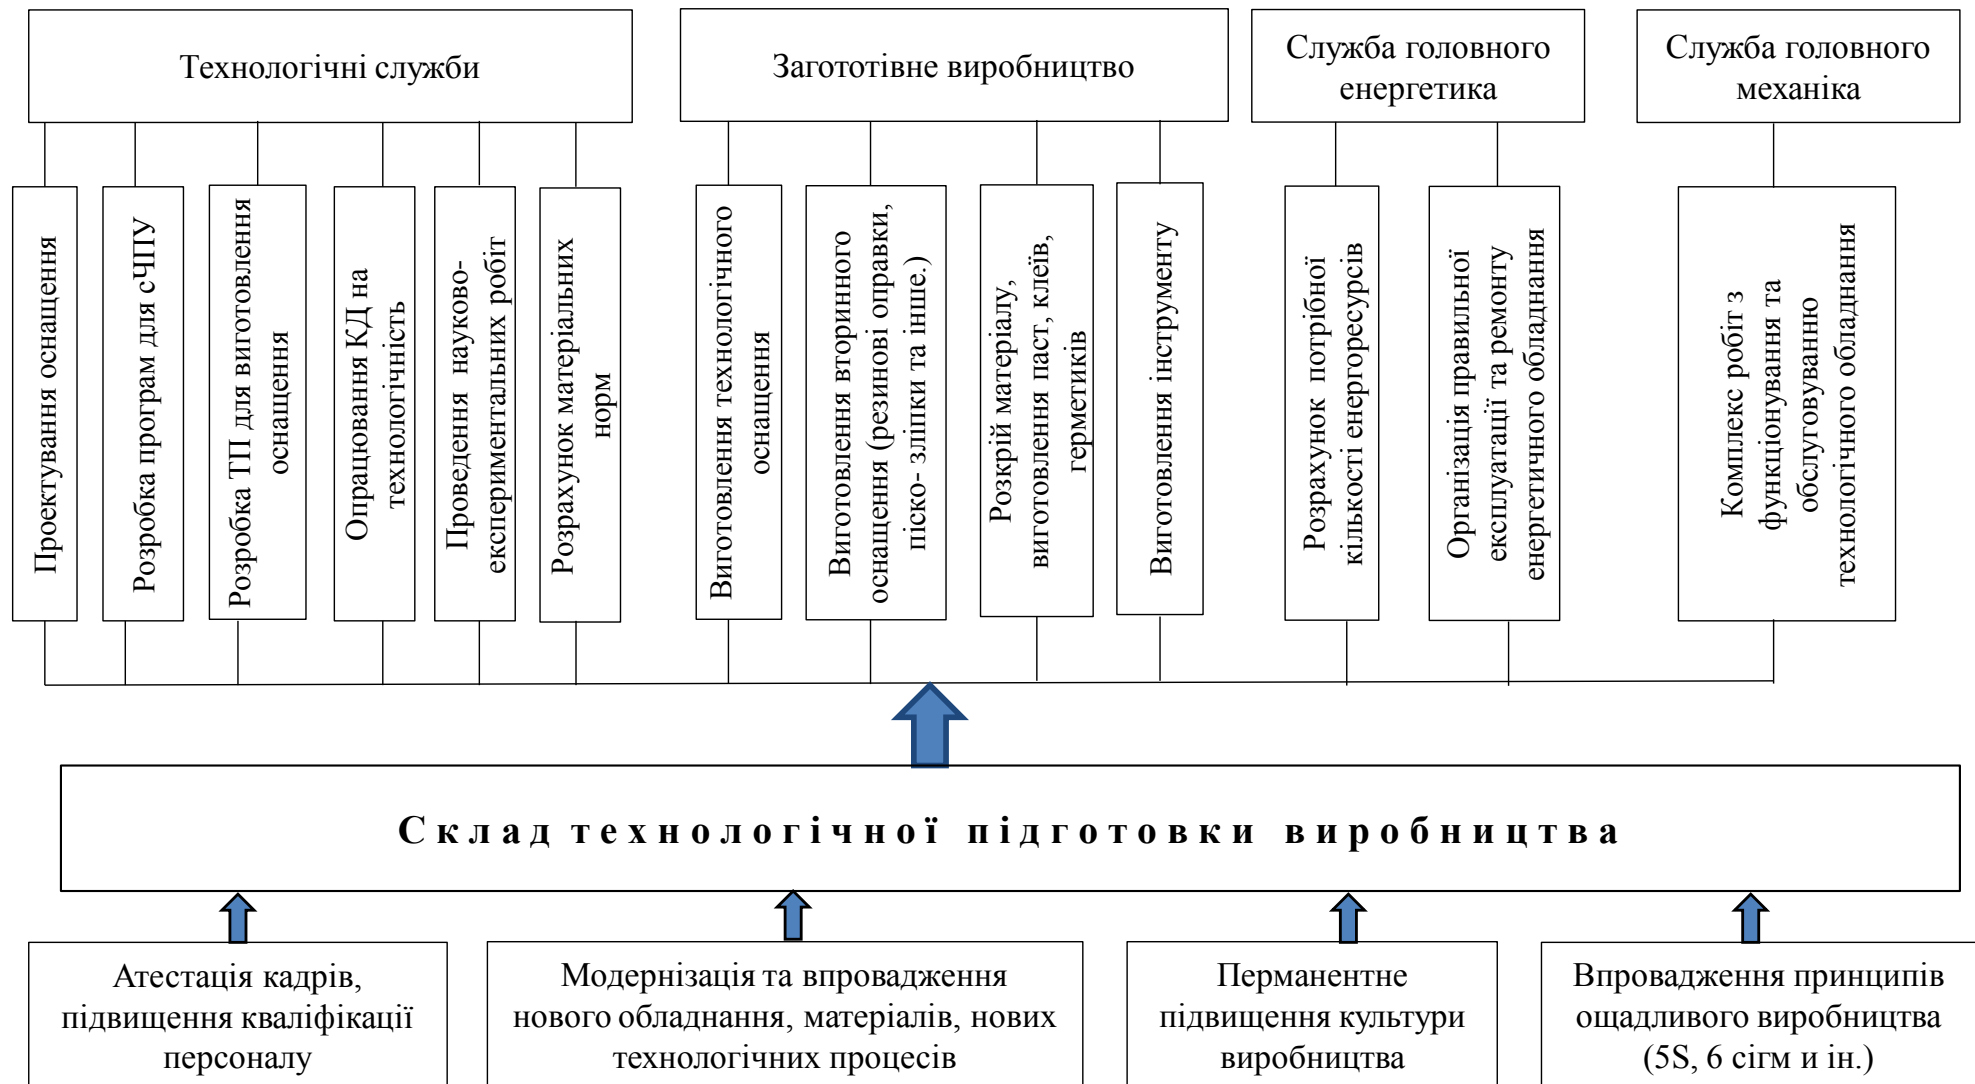 Технологічні служби
Загототівне виробництво
Служба головного
енергетика
Служба головного
механіка
Проектування оснащення
Розробка програм для сЧПУ
Розробка ТП для виготовлення
оснащення
Опрацювання КД на
технологічність
Проведення науково-
експериментальних робіт
Розрахунок матеріальних
норм
Виготовлення технологічного
оснащення
Виготовлення вторинного
оснащення (резинові оправки,
піско- зліпки та інше.)
Розкрій матеріалу,
виготовлення паст, клеїв,
герметиків
Виготовлення інструменту
Розрахунок потрібної
кількості енергоресурсів
Організація правильної
експлуатації та ремонту
енергетичного обладнання
Комплекс робіт з
функціонування та
обслуговуванню
технологічного обладнання
Склад технологічної підготовки виробництва
Атестація кадрів,
підвищення кваліфікації
персоналу
Модернізація та впровадження
нового обладнання, матеріалів, нових
технологічних процесів
Перманентне
підвищення культури
виробництва
Впровадження принципів
ощадливого виробництва
(5S, 6 сігм и ін.)